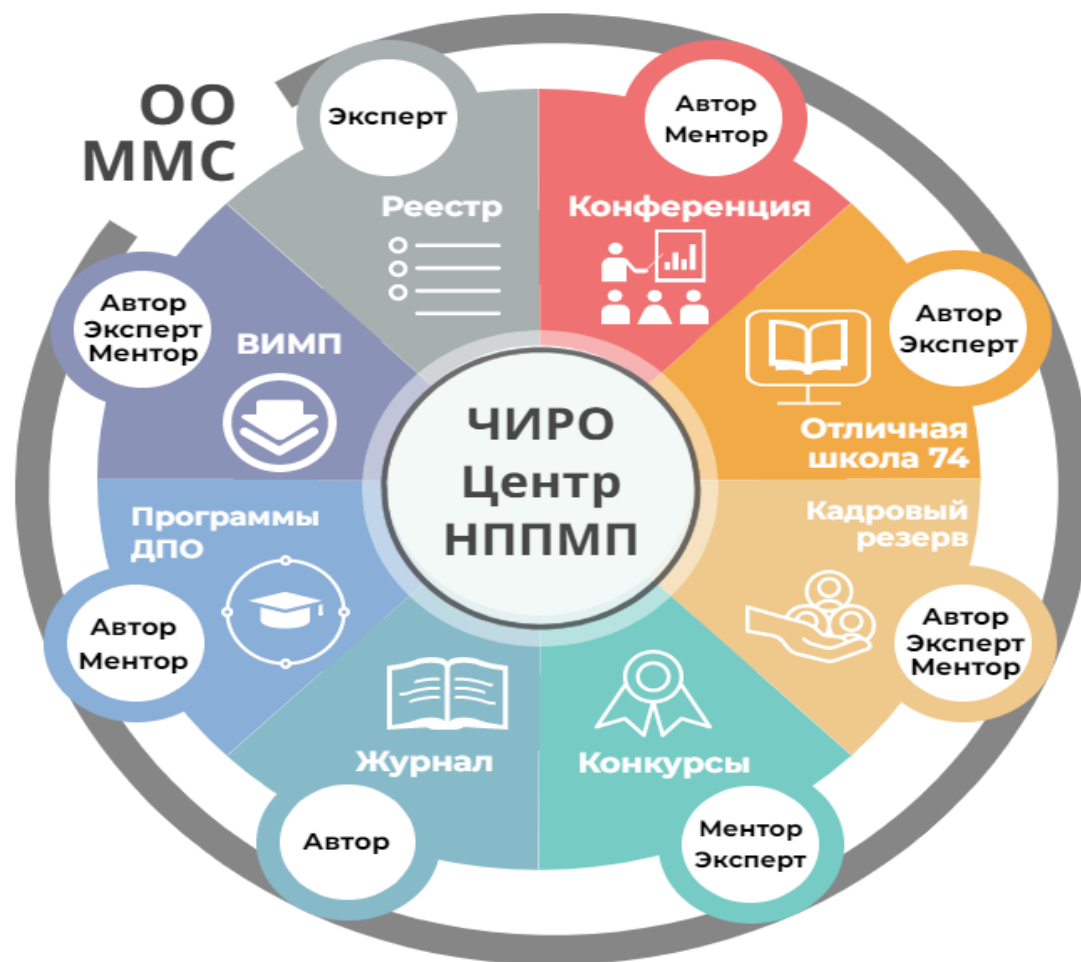 ОО
ММС
Эксперт
Реестр
Автор
Ментор
Конференция
Автор
Эксперт
Отличная
школа 74
Кадровый
резерв
Автор
Эксперт
Ментор
Конкурсы
Ментор
Эксперт
Журнал
Автор
Программы
ДПО
Автор
Ментор
ВИМП
Автор
Эксперт
Ментор
ЧИРО
Центр
НППМП